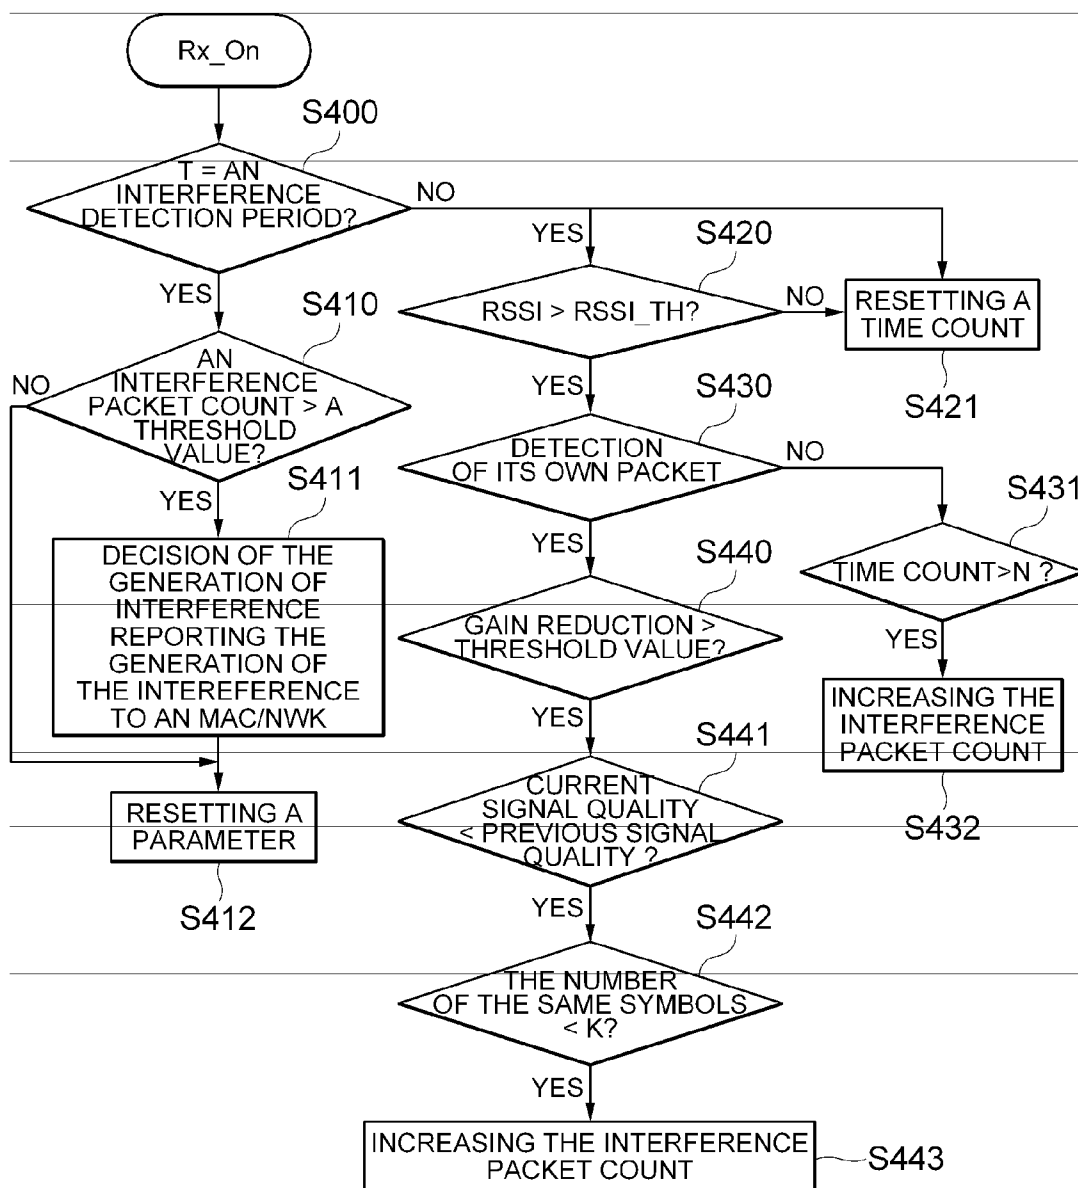 Rx_On
S400
T = AN
INTERFERENCE
DETECTION PERIOD?
NO
YES
YES
S410
AN
INTERFERENCE
PACKET COUNT > A
THRESHOLD
VALUE?
NO
YES
S411
DECISION OF THE
GENERATION OF
INTERFERENCE
REPORTING THE
GENERATION OF
THE INTEREFERENCE
TO AN MAC/NWK
RESETTING A
PARAMETER
S412
S420
RSSI > RSSI_TH?
NO
RESETTING A
TIME COUNT
S421
YES
S430
DETECTION
OF ITS OWN PACKET
NO
S431
TIME COUNT>N ?
YES
INCREASING THE
INTERFERENCE
PACKET COUNT
S432
YES
S440
GAIN REDUCTION >
THRESHOLD VALUE?
YES
S441
CURRENT
SIGNAL QUALITY
< PREVIOUS SIGNAL
QUALITY ?
YES
S442
THE NUMBER
OF THE SAME SYMBOLS
< K?
YES
INCREASING THE INTERFERENCE
PACKET COUNT
S443